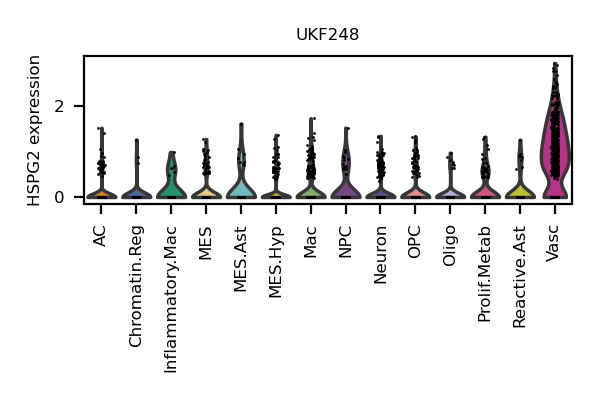 UKF248
HSPG2 expression
2
0
AC
Chromatin.Reg
Inflammatory.Mac
MES
MES.Ast
MES.Hyp
Mac
NPC
Neuron
OPC
Oligo
Prolif.Metab
Reactive.Ast
Vasc